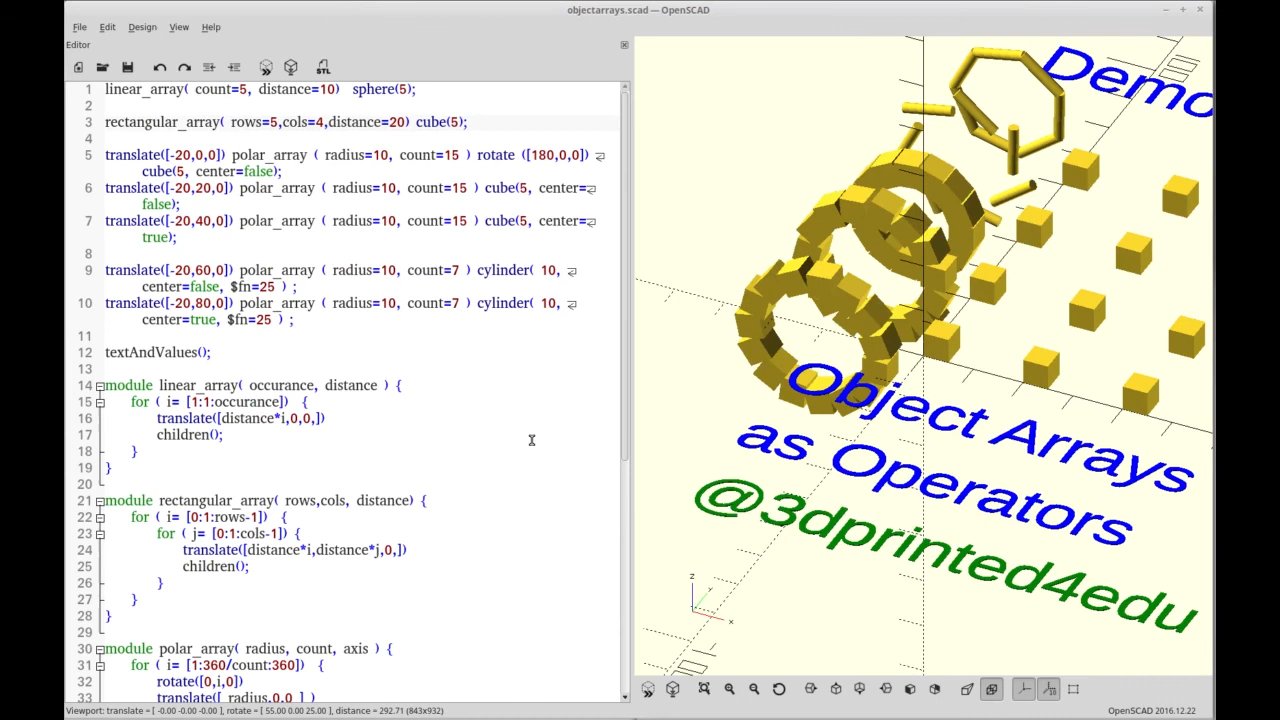 objectarrays.scad — OpenSCAD
File Edit Design View Help
Editor
STL
1 linear_array( count=5, distance=10) sphere(5);
2
3 rectangular_array( rows=5,cols=4,distance=20) cube(5);
4
5 translate([-20,0,0]) polar_array ( radius=10, count=15 ) rotate ([180,0,0])
cube(5, center=false);
6 translate([-20,20,0]) polar_array ( radius=10, count=15 ) cube(5, center=
false);
7 translate([-20,40,0]) polar_array ( radius=10, count=15 ) cube(5, center=
true);
8
9 translate([-20,60,0]) polar_array ( radius=10, count=7 ) cylinder( 10,
center=false, $fn=25 ) ;
10 translate([-20,80,0]) polar_array ( radius=10, count=7 ) cylinder( 10,
center=true, $fn=25 ) ;
11
12 textAndValues();
13
14 module linear_array( occurance, distance ) {
15 for ( i= [1:1:occurance]) {
16 translate([distance*i,0,0,])
17 children();
18 }
19 }
20
21 module rectangular_array( rows,cols, distance) {
22 for ( i= [0:1:rows-1]) {
23 for ( j= [0:1:cols-1]) {
24 translate([distance*i,distance*j,0,])
25 children();
26 }
27 }
28 }
29
30 module polar_array( radius, count, axis ) {
31 for ( i= [1:360/count:360]) {
32 rotate([0,i,0])
33 translate([ radius,0,0 ] )
Demo
Object Arrays
as Operators
@3dprinted4edu
z
y
x
Viewport: translate = [ -0.00 -0.00 -0.00 ], rotate = [ 55.00 0.00 25.00 ], distance = 292.71 (843x932)
OpenSCAD 2016.12.22